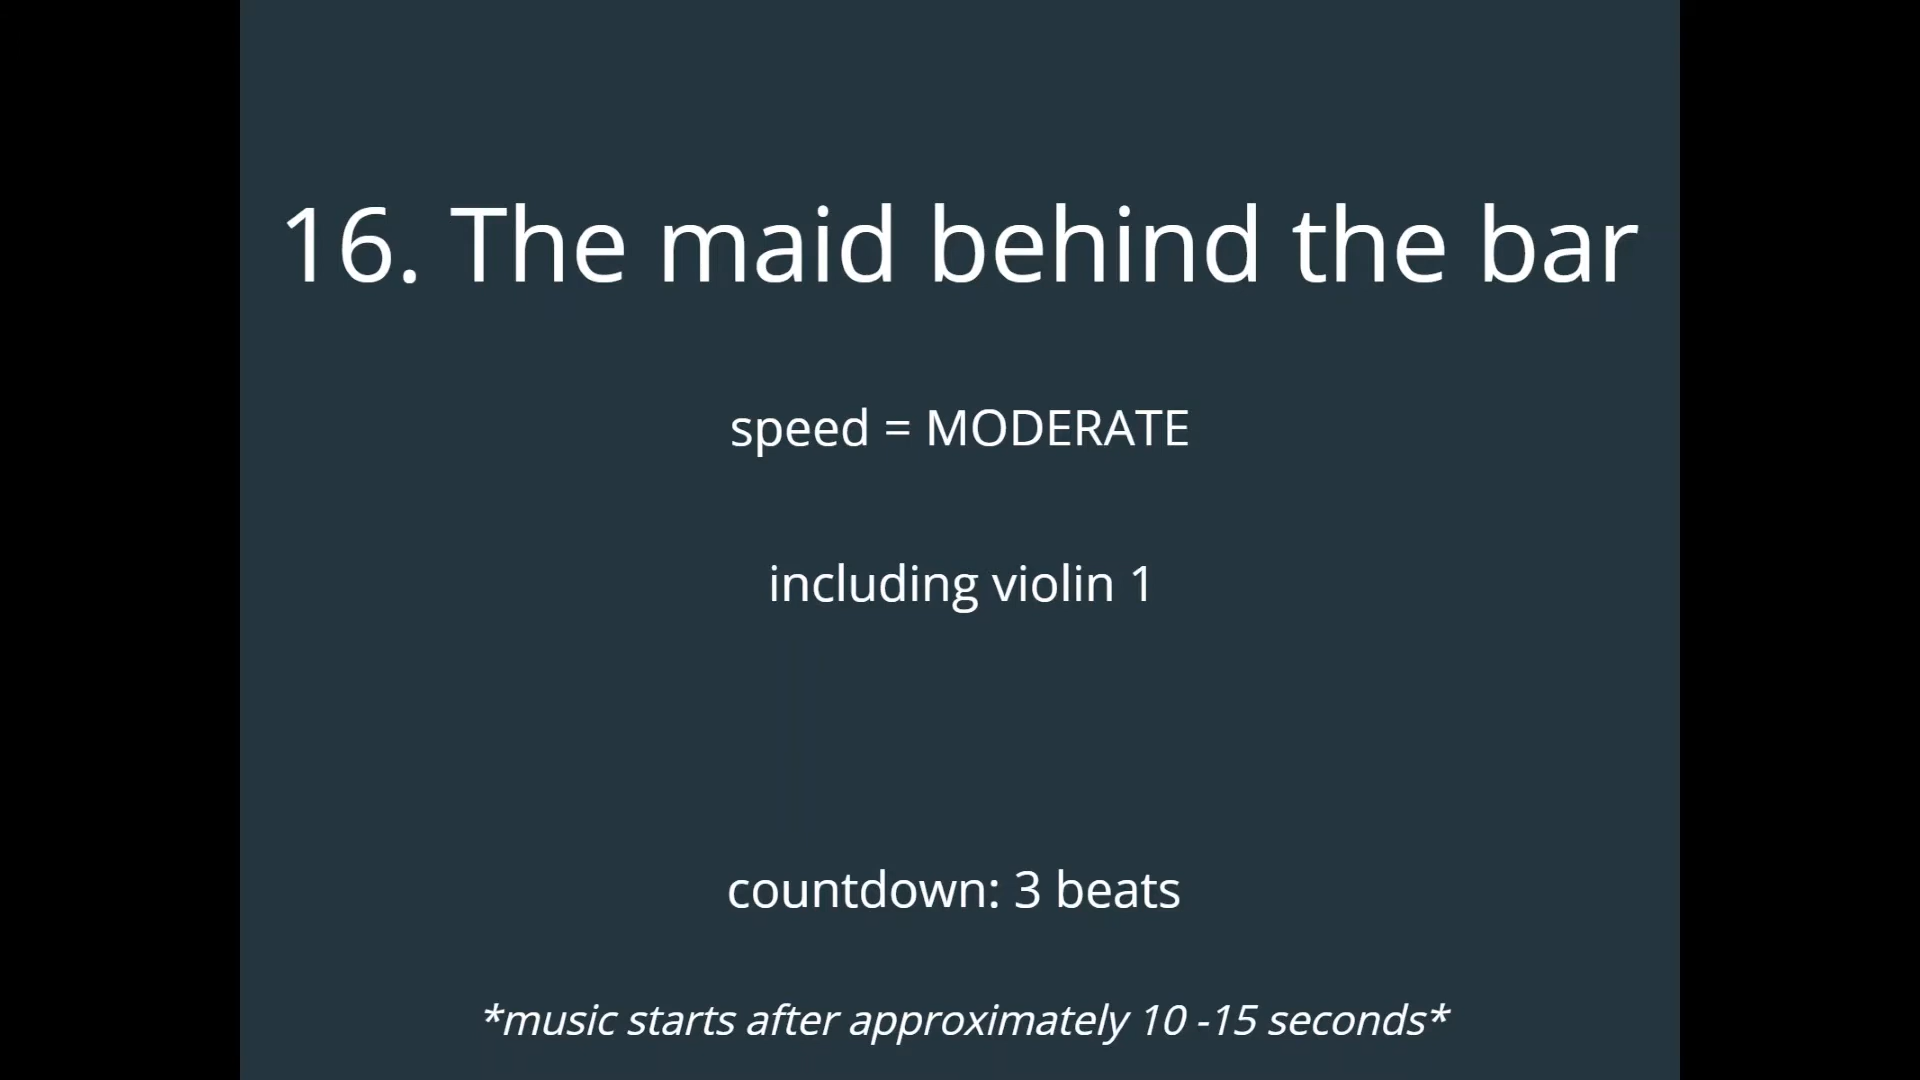 16. The maid behind the bar
speed = MODERATE
including violin 1
countdown: 3 beats
*music starts after approximately 10 -15 seconds*